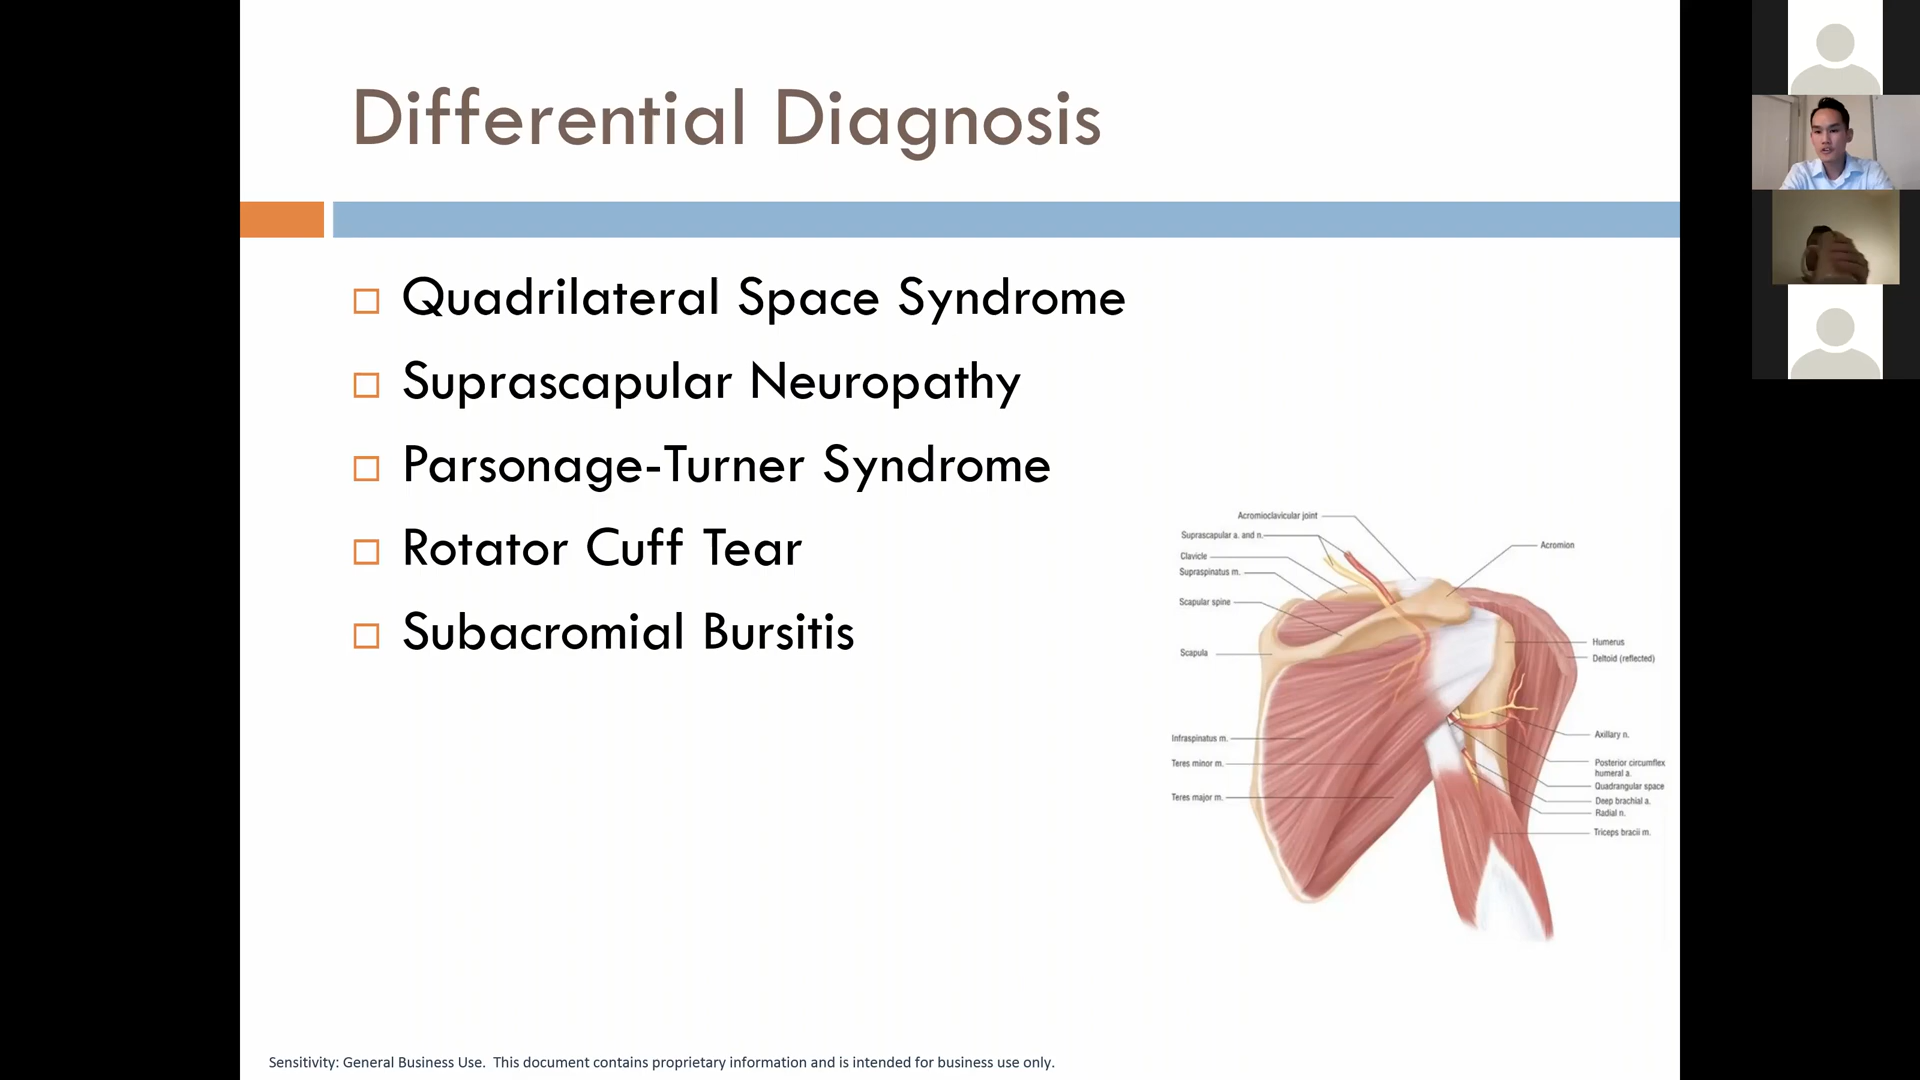 Differential Diagnosis
Quadrilateral Space Syndrome
Suprascapular Neuropathy
Parsonage-Turner Syndrome
Rotator Cuff Tear
Subacromial Bursitis
Acromioclavicular joint
Suprascapular a. and n.
Clavicle
Supraspinatus m.
Scapular spine
Scapula
Infraspinatus m.
Teres minor m.
Teres major m.
Acromion
Humerus
Deltoid (reflected)
Axillary n.
Posterior circumflex
humeral a.
Quadrangular space
Deep brachial a.
Radial n.
Triceps bracii m.
Sensitivity: General Business Use. This document contains proprietary information and is intended for business use only.